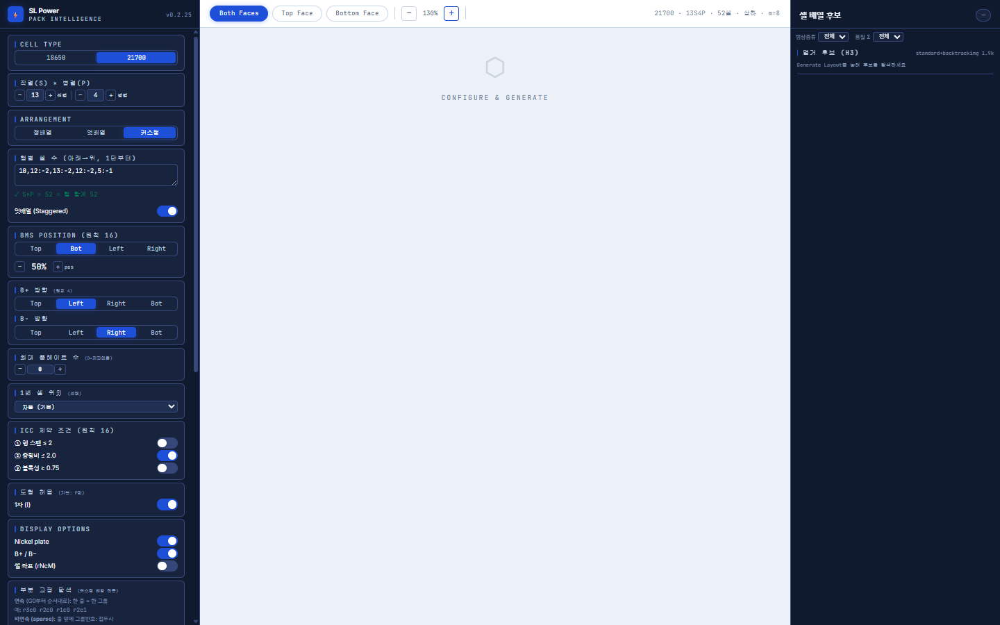 SL Power
PACK INTELLIGENCE
v0.2.25
CELL TYPE
18650
21700
직렬(S) × 병렬(P)
− 13 + 직렬 − 4 + 병렬
ARRANGEMENT
정배열
엇배열
커스텀
행별 셀 수 (아래→위, 1단부터)
10,12:-2,13:-2,12:-2,5:-1
✓ S×P = 52 = 행 합계 52
엇배열 (Staggered)
BMS POSITION (원칙 16)
Top
Bot
Left
Right
− 50% + pos
B+ 방향 (원칙 4)
Top
Left
Right
Bot
B- 방향
Top
Left
Right
Bot
최대 플레이트 수 (0=제한없음)
− 0 +
1번 셀 위치 (선택)
자동 (기본)
ICC 제약 조건 (원칙 16)
① 행 스팬 ≤ 2
② 종횡비 ≤ 2.0
③ 볼록성 ≥ 0.75
도형 허용 (기본: P만)
1자 (I)
DISPLAY OPTIONS
Nickel plate
B+ / B−
셀 좌표 (rNcM)
부분 고정 탐색 (커스텀 배열 전용)
연속 (G0부터 순서대로): 한 줄 = 한 그룹
예: r3c0 r2c0 r1c0 r2c1
비연속 (sparse): 줄 앞에 그룹번호: 접두사
Both Faces
Top Face
Bottom Face
− 130% +
21700 · 13S4P · 52셀 · 상하 · m=8
CONFIGURE & GENERATE
셀 배열 후보
−
형상종류 전체 품질 Σ 전체
열거 후보 (H3)
standard+backtracking 1.9k
Generate Layout을 눌러 후보를 탐색하세요